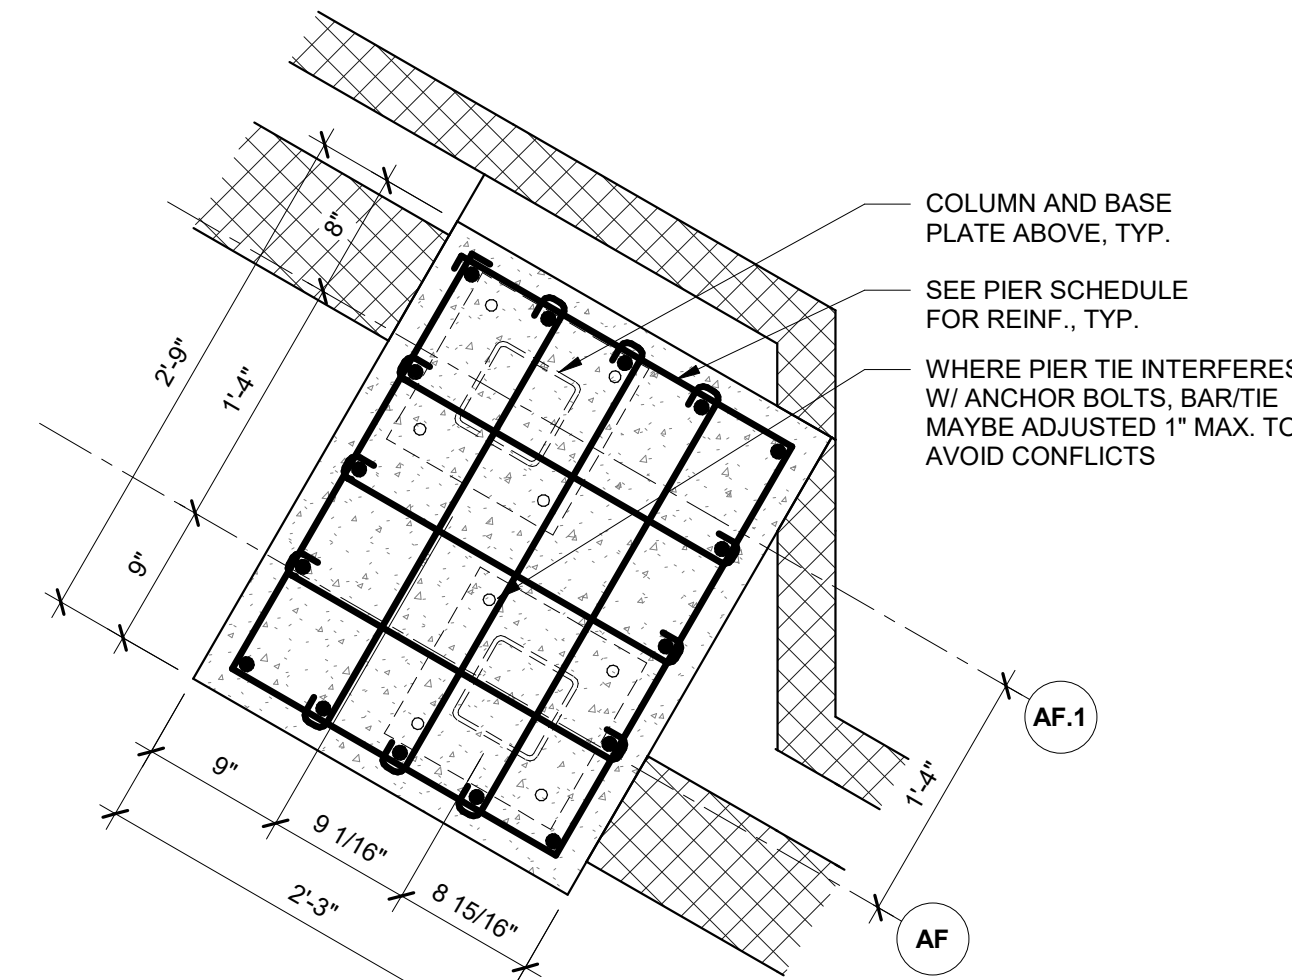 COLUMN AND BASE
PLATE ABOVE, TYP.
SEE PIER SCHEDULE
FOR REINF., TYP.
WHERE PIER TIE INTERFERES
W/ ANCHOR BOLTS, BAR/TIE
MAYBE ADJUSTED 1" MAX. TO
AVOID CONFLICTS
8"
2'-9"
1'-4"
9"
9"
9 1/16"
8 15/16"
2'-3"
1'-4"
AF.1
AF